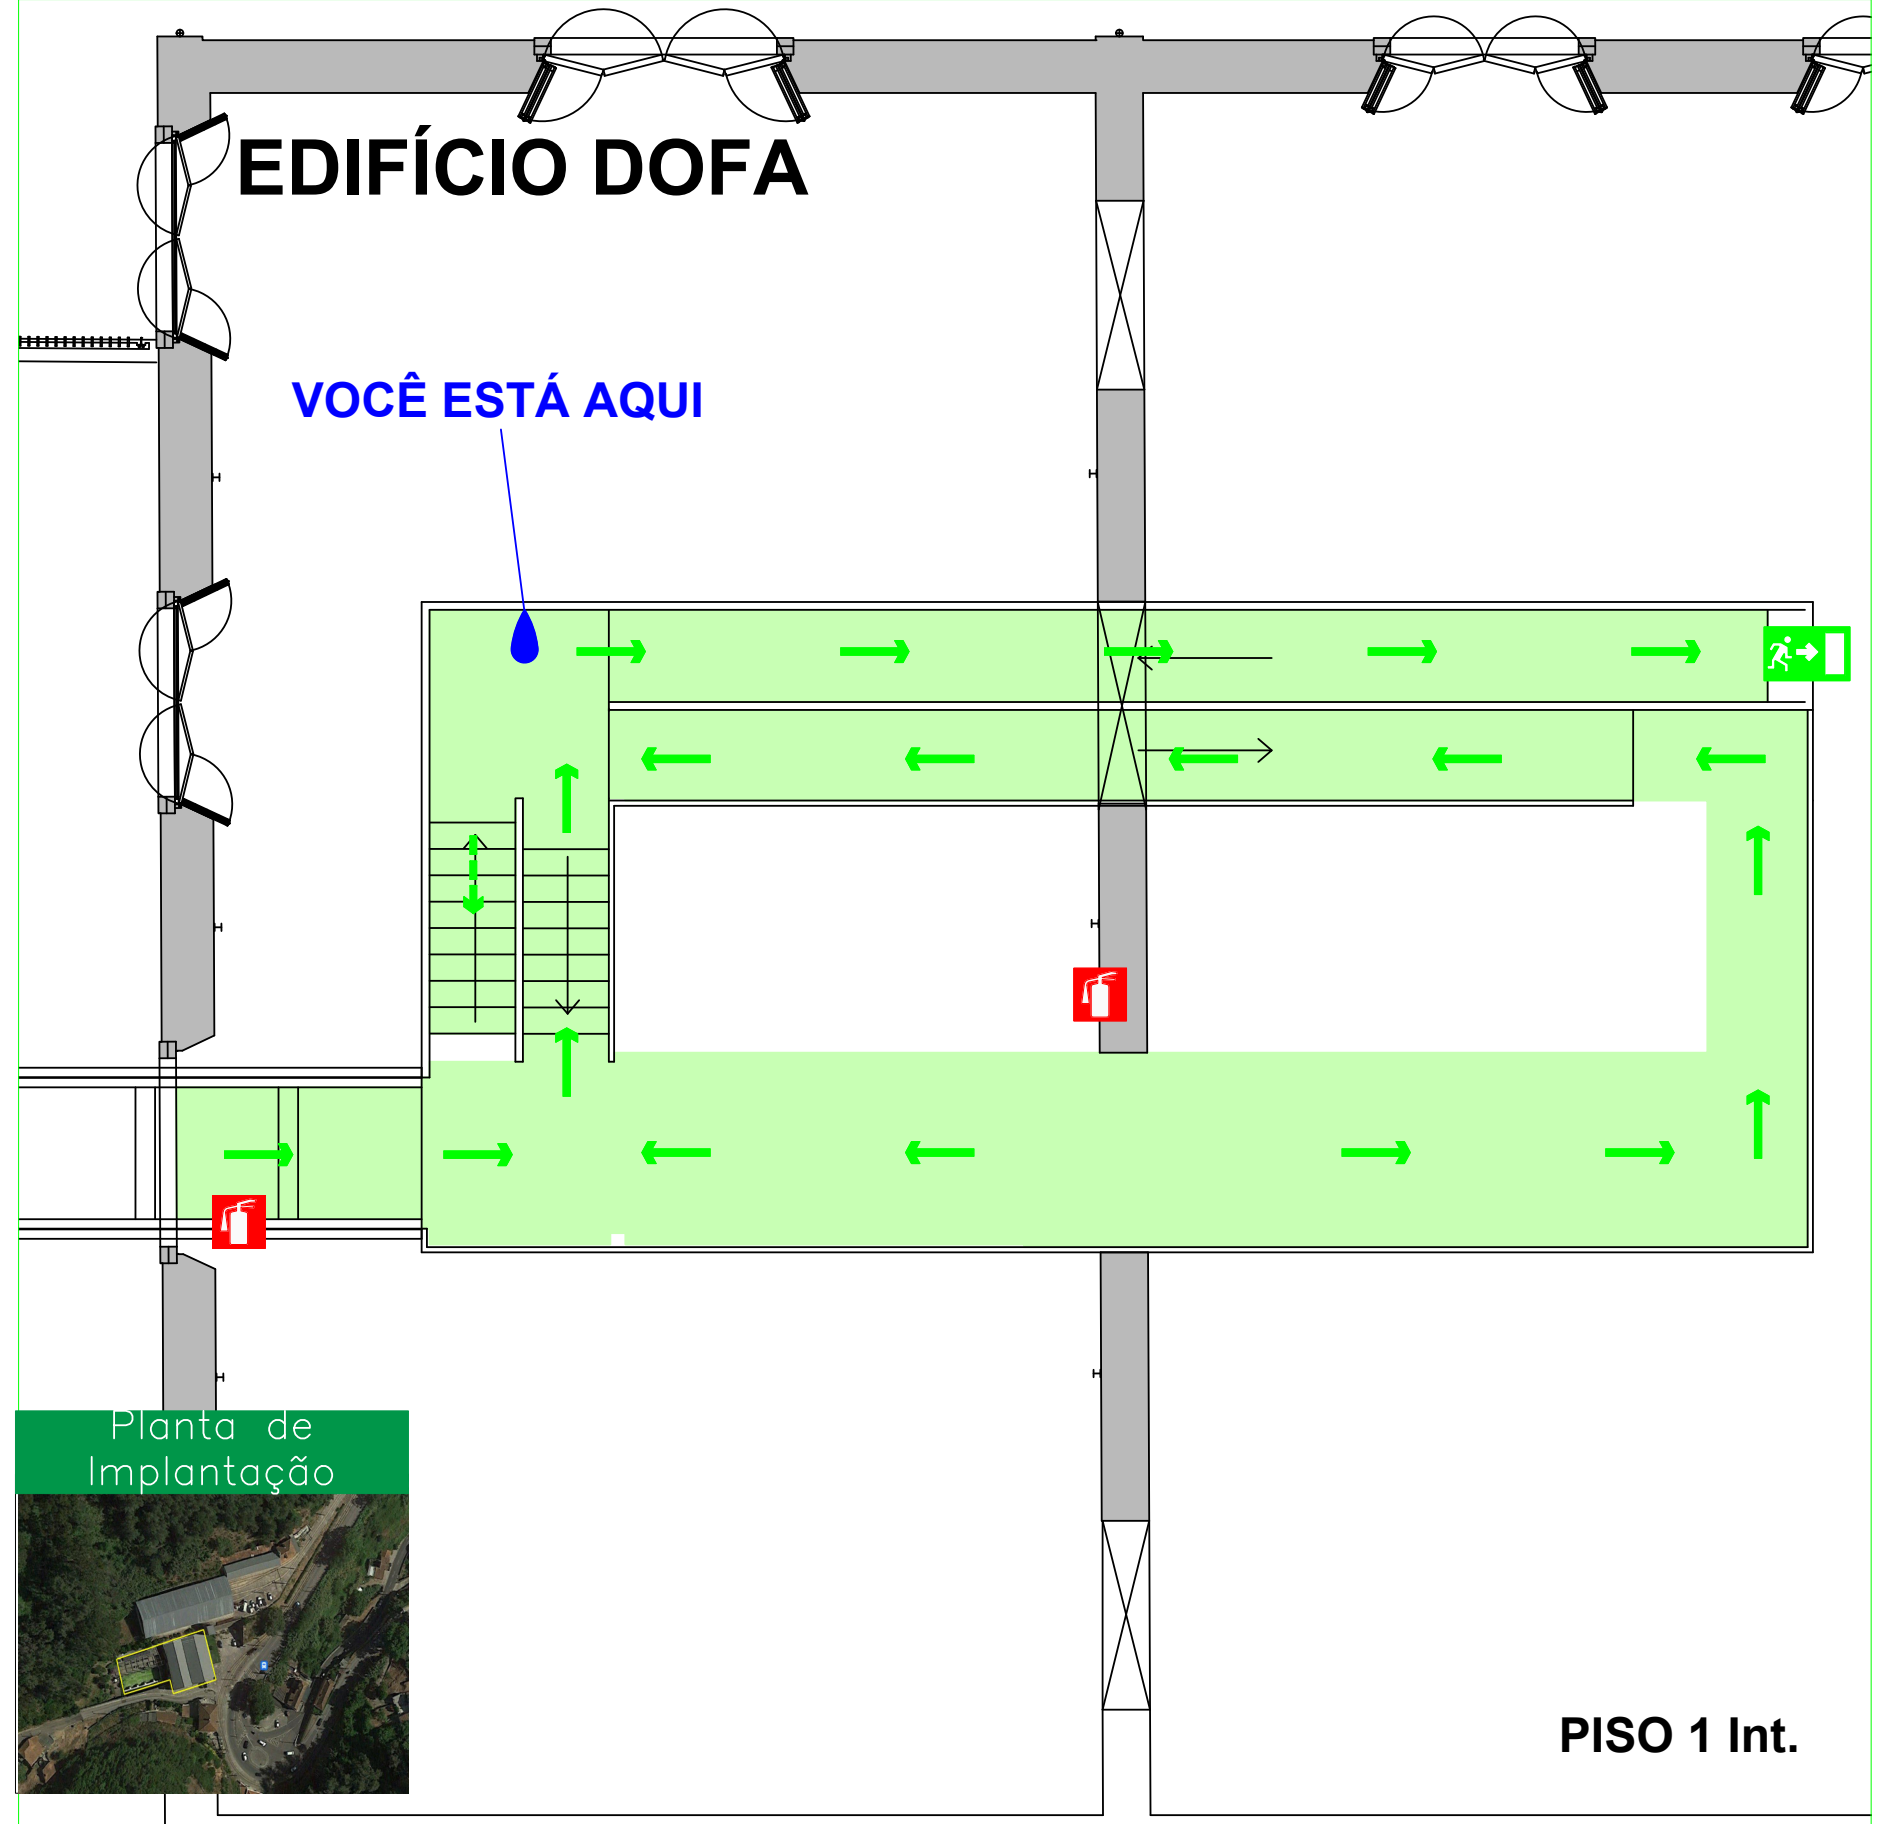 EDIFÍCIO DOFA
VOCÊ ESTÁ AQUI
Planta de
Implantação
PISO 1 Int.